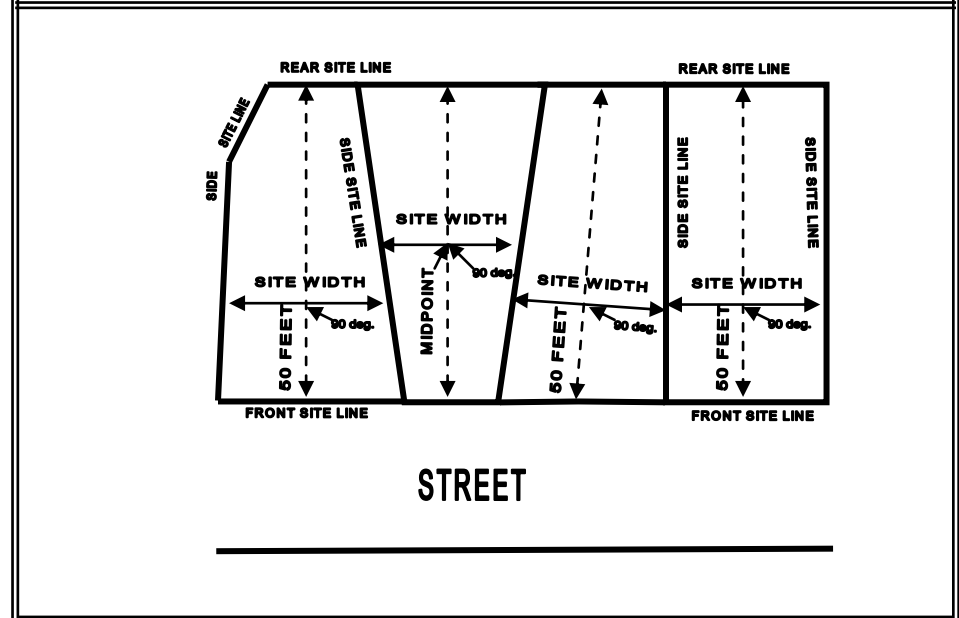 REAR SITE LINE
REAR SITE LINE
SITE LINE
SIDE
SIDE SITE LINE
SIDE SITE LINE
SIDE SITE LINE
SITE WIDTH
90 deg.
MIDPOINT
SITE WIDTH
90 deg.
50 FEET
SITE WIDTH
90 deg.
50 FEET
SITE WIDTH
90 deg.
50 FEET
FRONT SITE LINE
FRONT SITE LINE
STREET